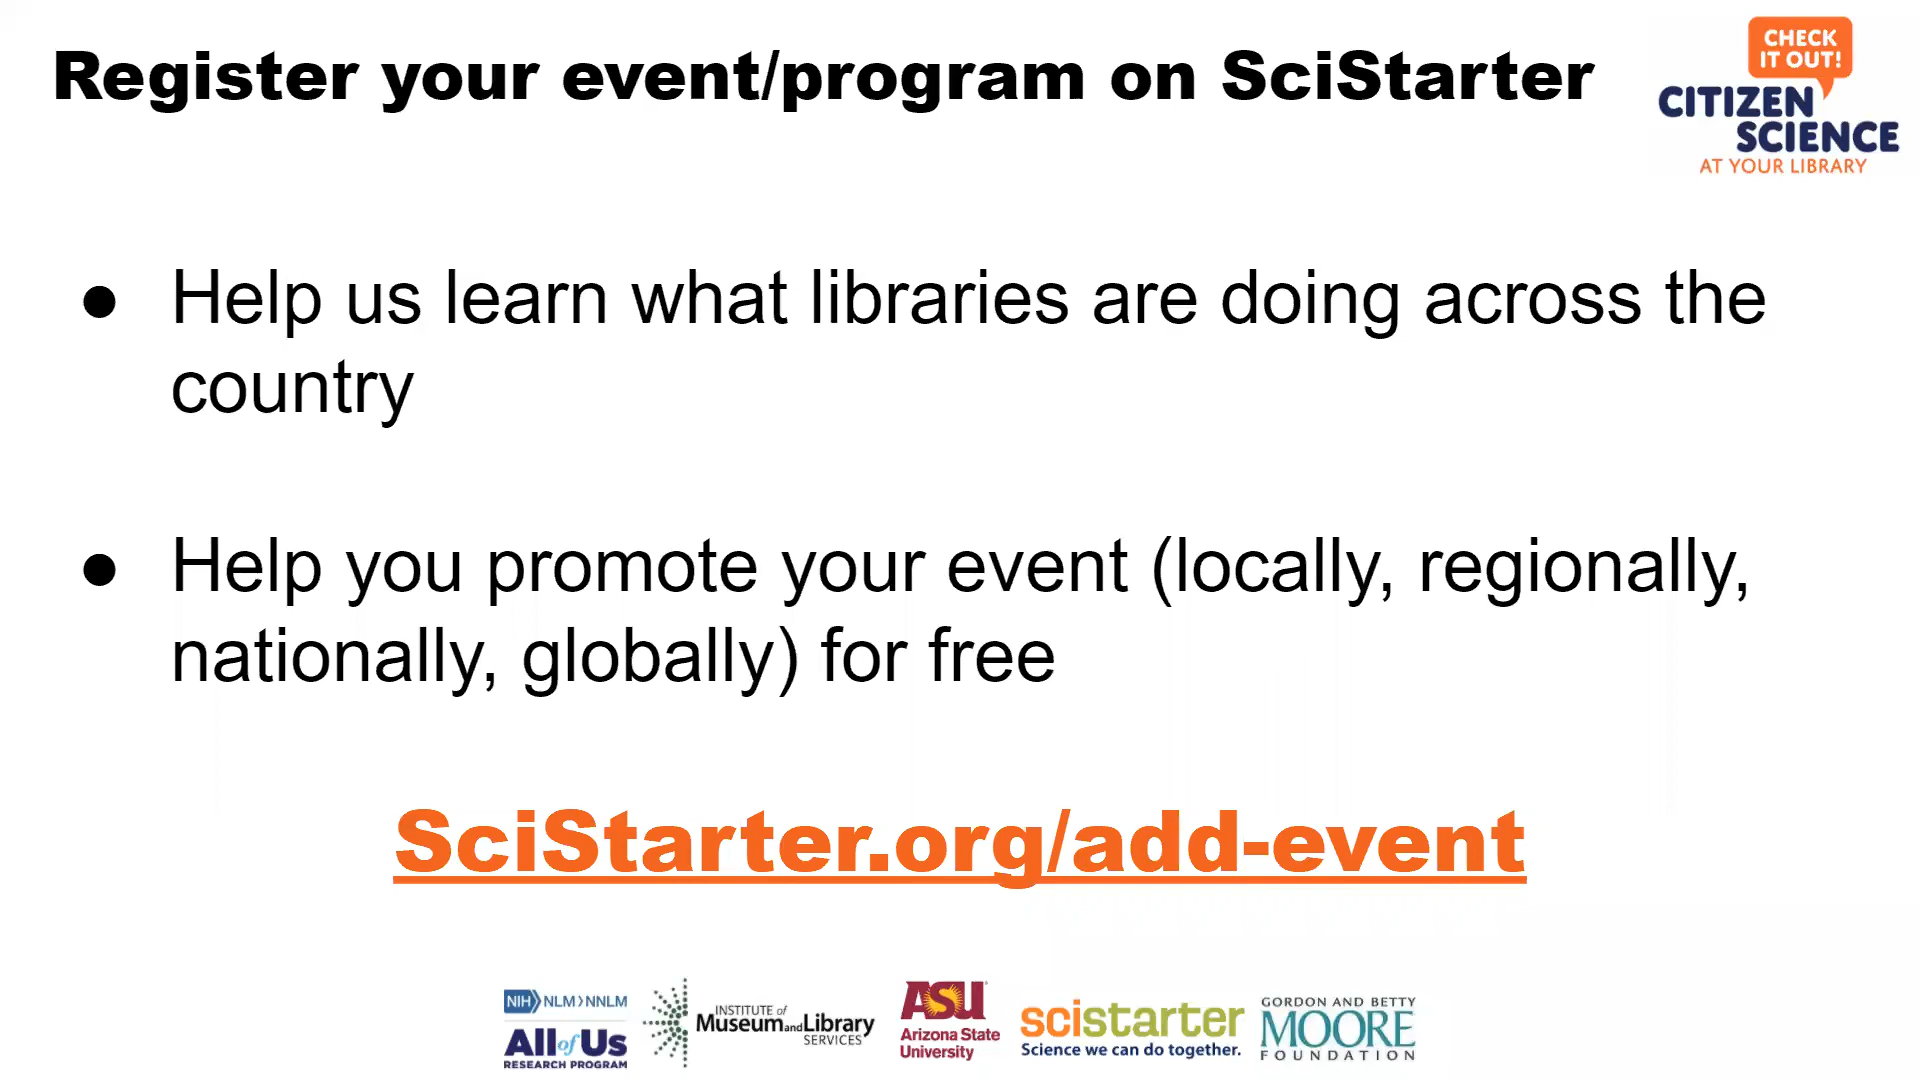 Register your event/program on SciStarter
CHECK
IT OUT!
CITIZEN
SCIENCE
AT YOUR LIBRARY
● Help us learn what libraries are doing across the
country
● Help you promote your event (locally, regionally,
nationally, globally) for free
SciStarter.org/add-event
NIH NLM NNLM
All of Us
RESEARCH PROGRAM
INSTITUTE of
Museum and Library
SERVICES
ASU
Arizona State
University
scistarter
Science we can do together.
GORDON AND BETTY
MOORE
FOUNDATION